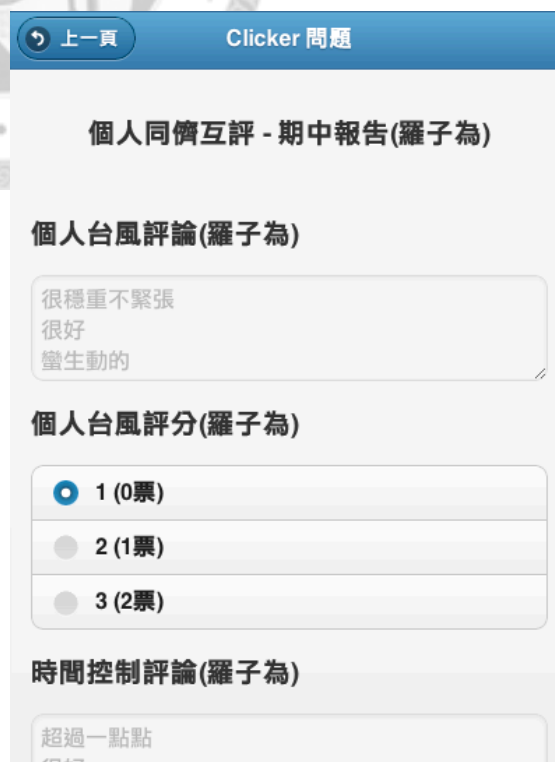 上一頁
Clicker 問題
個人同儕互評 - 期中報告(羅子為)
個人台風評論(羅子為)
很穩重不緊張
很好
蠻生動的
個人台風評分(羅子為)
1 (0票)
2 (1票)
3 (2票)
時間控制評論(羅子為)
超過一點點